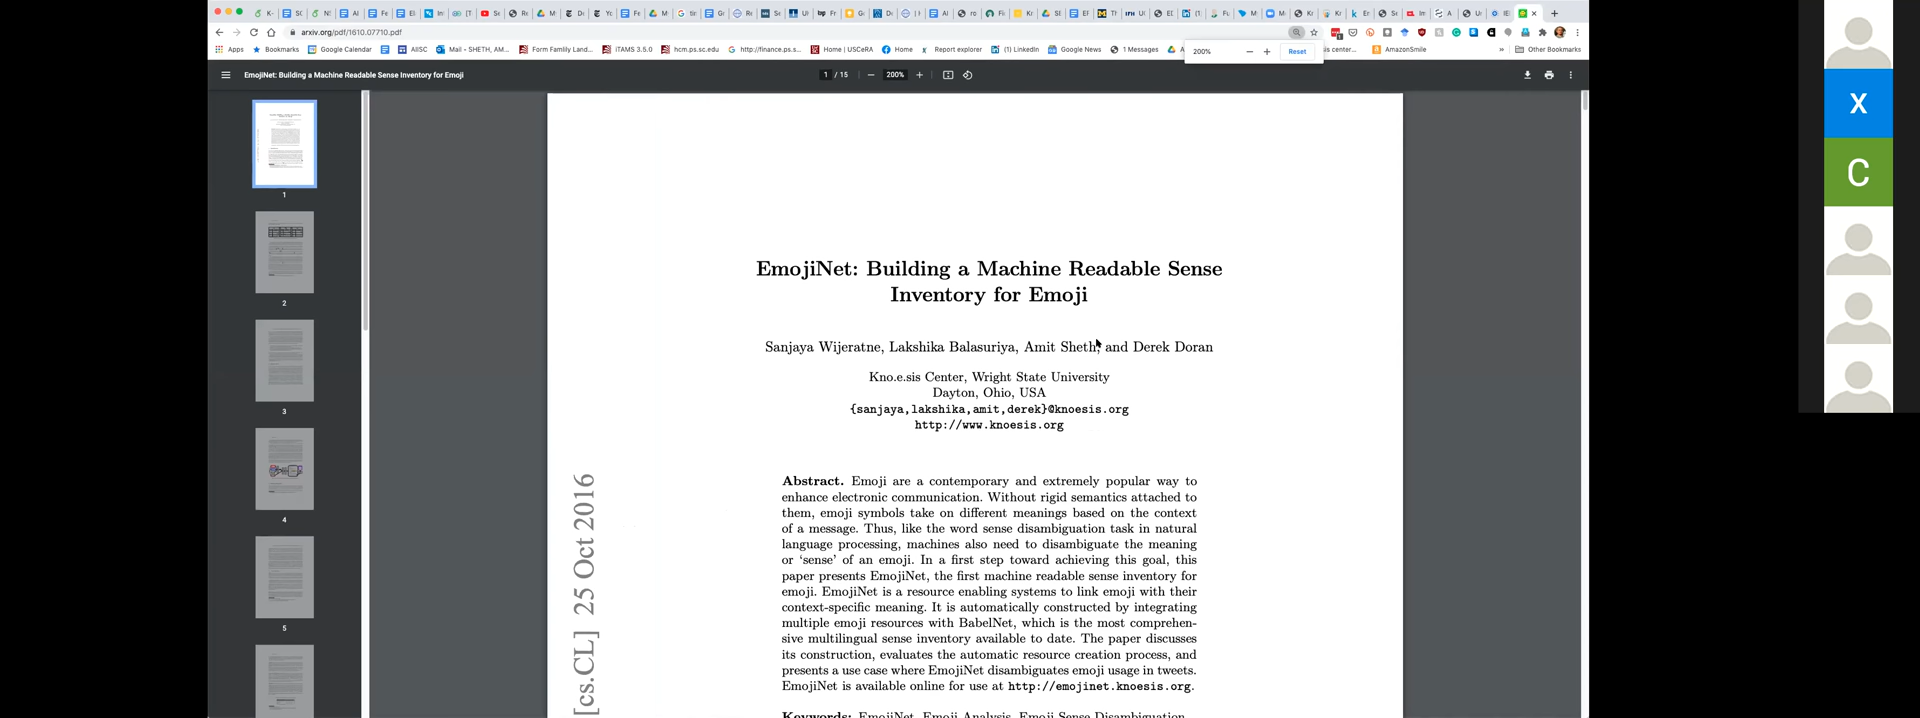 arxiv.org/pdf/1610.07710.pdf
Apps
Bookmarks
Google Calendar
AIISC
Mail • SHETH, AM...
Form Famliy Land...
iTAMS 3.5.0
hcm.ps.sc.edu
http://finance.ps.s...
Home | USCeRA
Home
Report explorer
(1) LinkedIn
Google News
1 Messages
200%
Reset
is center...
AmazonSmile
»
Other Bookmarks
EmojiNet: Building a Machine Readable Sense Inventory for Emoji
1 / 15
200%
1
2
3
4
5
X
C
EmojiNet: Building a Machine Readable Sense
Inventory for Emoji
Sanjaya Wijeratne, Lakshika Balasuriya, Amit Sheth, and Derek Doran
Kno.e.sis Center, Wright State University
Dayton, Ohio, USA
{sanjaya,lakshika,amit,derek}@knoesis.org
http://www.knoesis.org
[cs.CL] 25 Oct 2016
Abstract. Emoji are a contemporary and extremely popular way to
enhance electronic communication. Without rigid semantics attached to
them, emoji symbols take on different meanings based on the context
of a message. Thus, like the word sense disambiguation task in natural
language processing, machines also need to disambiguate the meaning
or ‘sense’ of an emoji. In a first step toward achieving this goal, this
paper presents EmojiNet, the first machine readable sense inventory for
emoji. EmojiNet is a resource enabling systems to link emoji with their
context-specific meaning. It is automatically constructed by integrating
multiple emoji resources with BabelNet, which is the most comprehen-
sive multilingual sense inventory available to date. The paper discusses
its construction, evaluates the automatic resource creation process, and
presents a use case where EmojiNet disambiguates emoji usage in tweets.
EmojiNet is available online for use at http://emojinet.knoesis.org.
Keywords: EmojiNet, Emoji Analysis, Emoji Sense Disambiguation